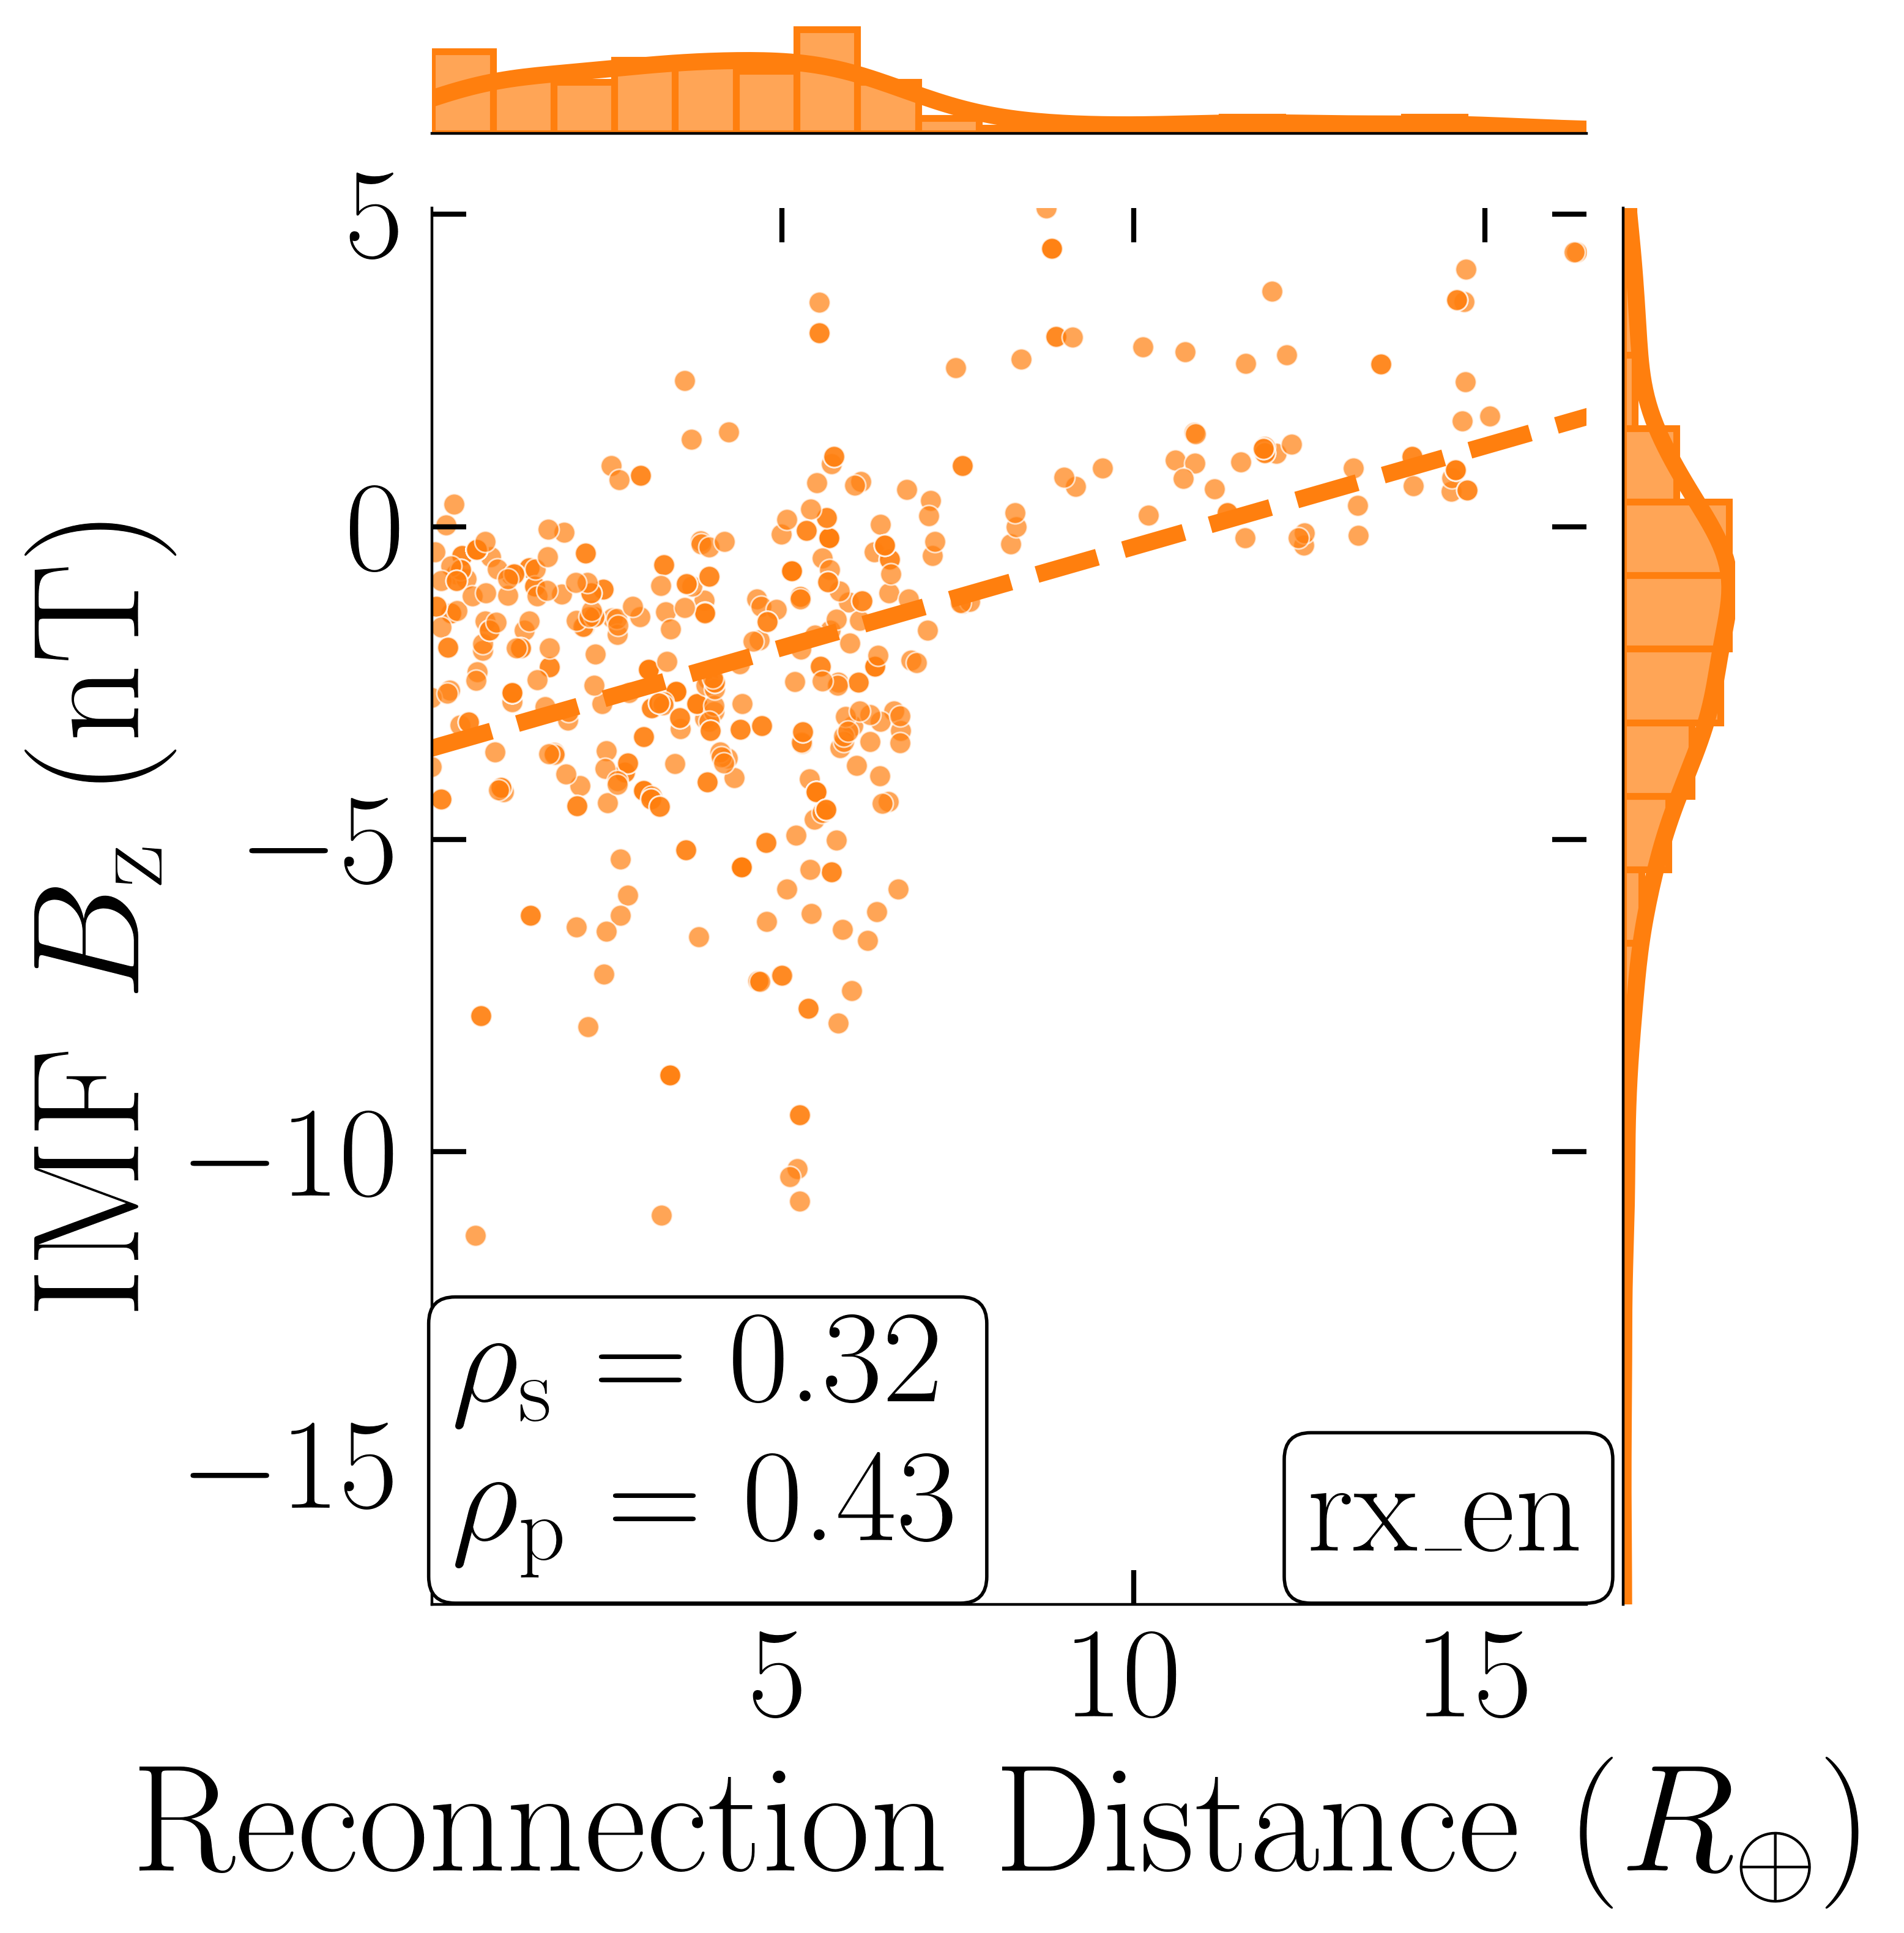 5
0
−5
−10
−15
IMF B_z (nT)
ρ_s = 0.32
ρ_p = 0.43
rx_en
5 10 15
Reconnection Distance (R_⊕)